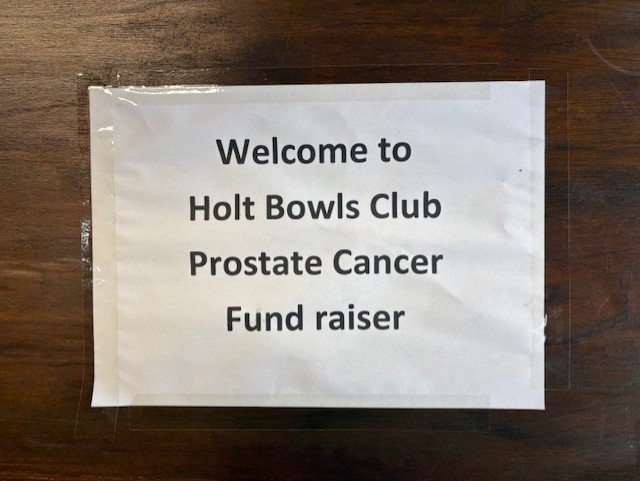 Welcome to
Holt Bowls Club
Prostate Cancer
Fund raiser